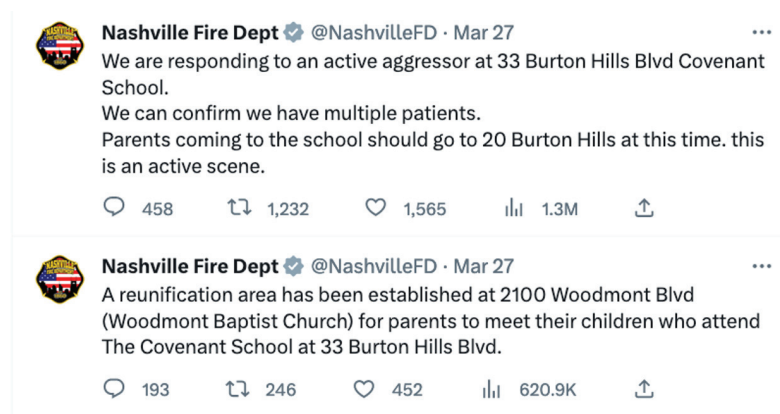 Nashville Fire Dept @NashvilleFD · Mar 27
We are responding to an active aggressor at 33 Burton Hills Blvd Covenant
School.
We can confirm we have multiple patients.
Parents coming to the school should go to 20 Burton Hills at this time. this
is an active scene.
458 1,232 1,565 1.3M
Nashville Fire Dept @NashvilleFD · Mar 27
A reunification area has been established at 2100 Woodmont Blvd
(Woodmont Baptist Church) for parents to meet their children who attend
The Covenant School at 33 Burton Hills Blvd.
193 246 452 620.9K